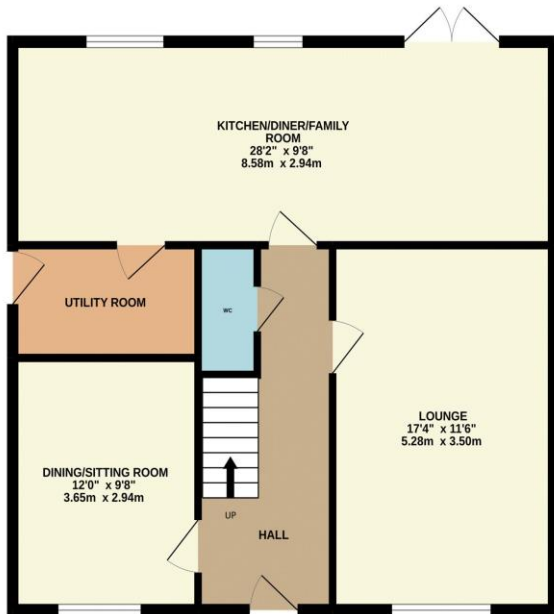 KITCHEN/DINER/FAMILY
ROOM
28'2" x 9'8"
8.58m x 2.94m
UTILITY ROOM
WC
LOUNGE
17'4" x 11'6"
5.28m x 3.50m
DINING/SITTING ROOM
12'0" x 9'8"
3.65m x 2.94m
UP
HALL